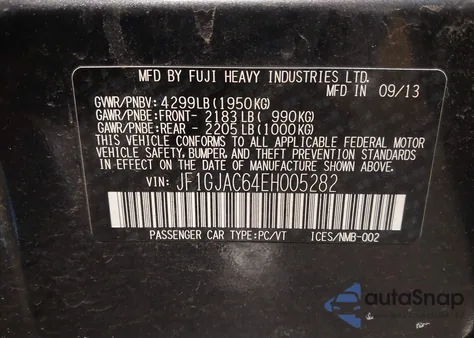 MFD BY FUJI HEAVY INDUSTRIES LTD.
MFD IN 09/13
GVWR/PNBV: 4299LB(1950KG)
GAWR/PNBE:FRONT- 2183LB( 990KG)
GAWR/PNBE:REAR - 2205LB(1000KG)
THIS VEHICLE CONFORMS TO ALL APPLICABLE FEDERAL MOTOR
VEHICLE SAFETY, BUMPER, AND THEFT PREVENTION STANDARDS
IN EFFECT ON THE DATE OF MANUFACTURE SHOWN ABOVE.
VIN: JF1GJAC64EH005282
PASSENGER CAR TYPE:PC/VT ICES/NMB-002
autoSnap